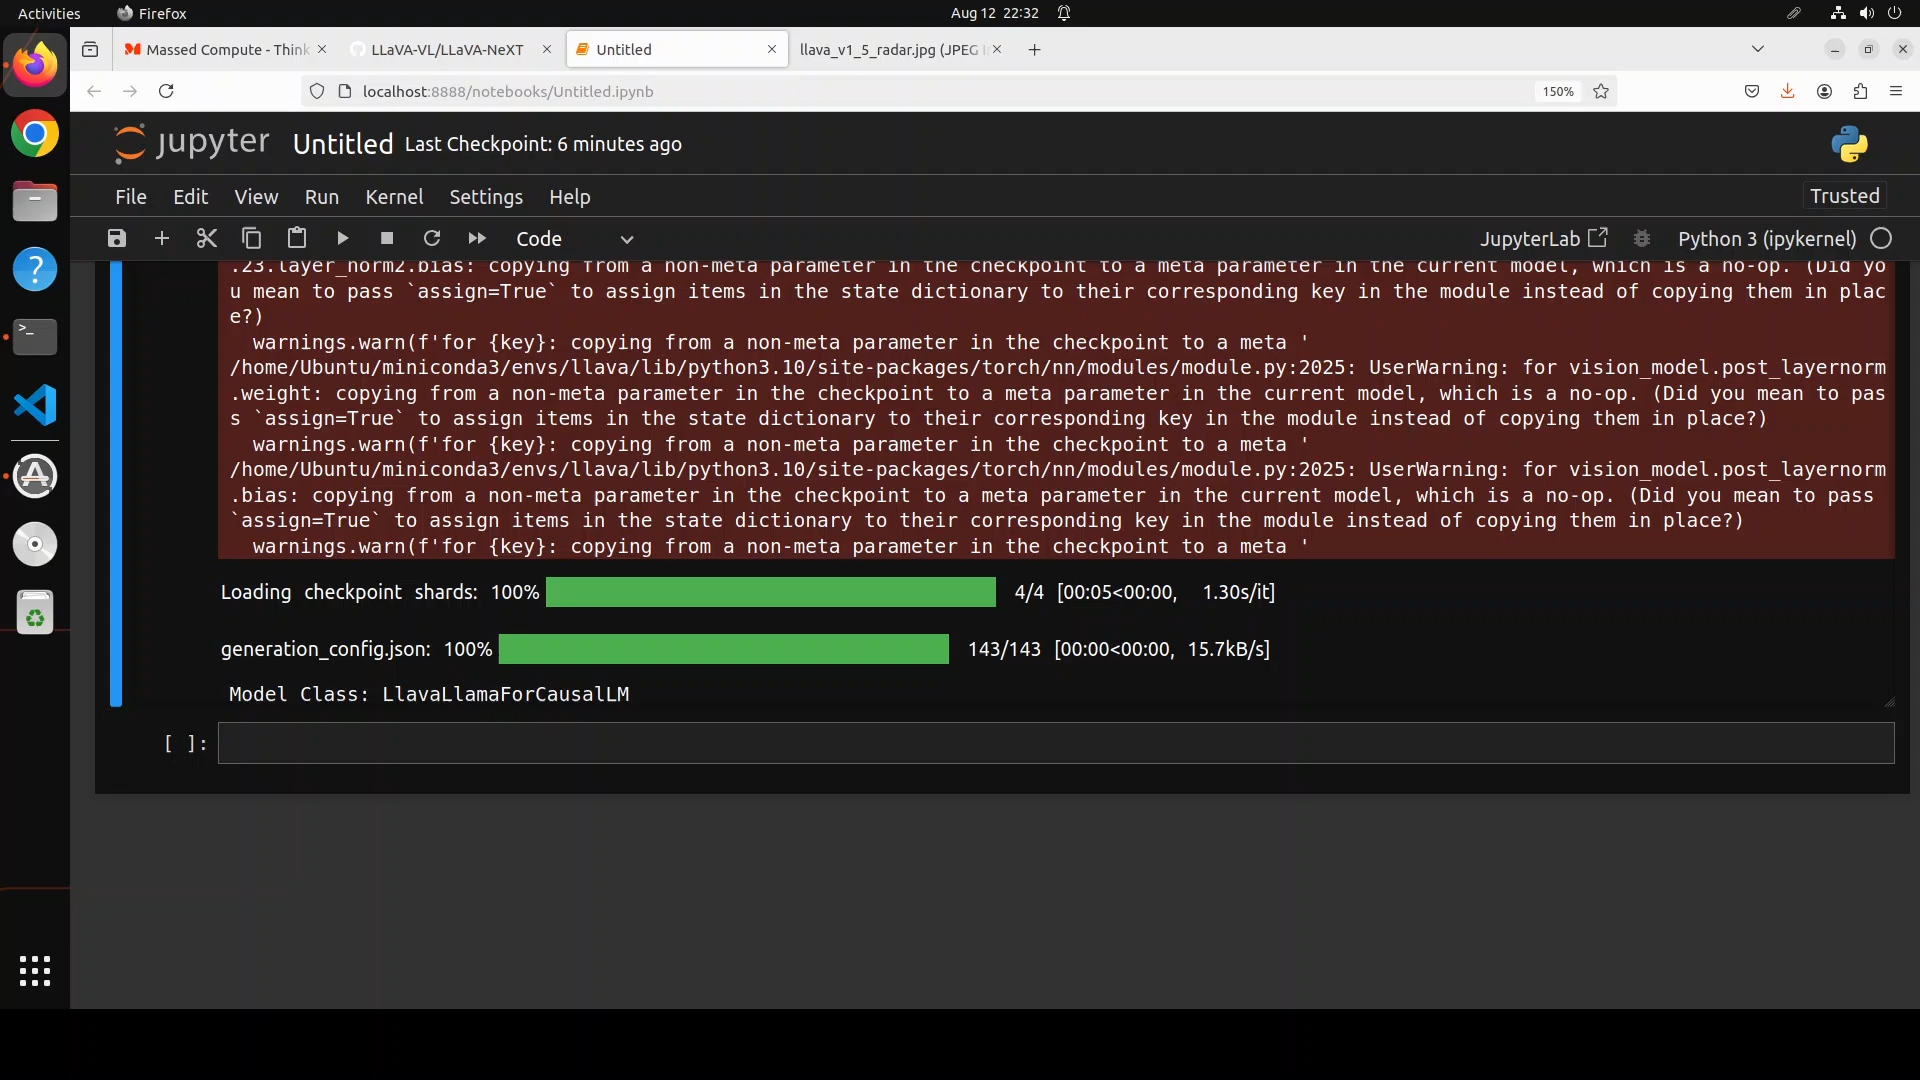 Activities
Firefox
Aug 12 22:32
Massed Compute - Think
LLaVA-VL/LLaVA-NeXT
Untitled
llava_v1_5_radar.jpg (JPEG I
localhost:8888/notebooks/Untitled.ipynb
150%
jupyter
Untitled
Last Checkpoint: 6 minutes ago
File Edit View Run Kernel Settings Help
Trusted
Code
JupyterLab
Python 3 (ipykernel)
.23.layer_norm2.bias: copying from a non-meta parameter in the checkpoint to a meta parameter in the current model, which is a no-op. (Did yo
u mean to pass `assign=True` to assign items in the state dictionary to their corresponding key in the module instead of copying them in plac
e?)
warnings.warn(f'for {key}: copying from a non-meta parameter in the checkpoint to a meta '
/home/Ubuntu/miniconda3/envs/llava/lib/python3.10/site-packages/torch/nn/modules/module.py:2025: UserWarning: for vision_model.post_layernorm
.weight: copying from a non-meta parameter in the checkpoint to a meta parameter in the current model, which is a no-op. (Did you mean to pas
s `assign=True` to assign items in the state dictionary to their corresponding key in the module instead of copying them in place?)
warnings.warn(f'for {key}: copying from a non-meta parameter in the checkpoint to a meta '
/home/Ubuntu/miniconda3/envs/llava/lib/python3.10/site-packages/torch/nn/modules/module.py:2025: UserWarning: for vision_model.post_layernorm
.bias: copying from a non-meta parameter in the checkpoint to a meta parameter in the current model, which is a no-op. (Did you mean to pass
`assign=True` to assign items in the state dictionary to their corresponding key in the module instead of copying them in place?)
warnings.warn(f'for {key}: copying from a non-meta parameter in the checkpoint to a meta '
Loading checkpoint shards: 100% 4/4 [00:05<00:00, 1.30s/it]
generation_config.json: 100% 143/143 [00:00<00:00, 15.7kB/s]
Model Class: LlavaLlamaForCausalLM
[ ]: